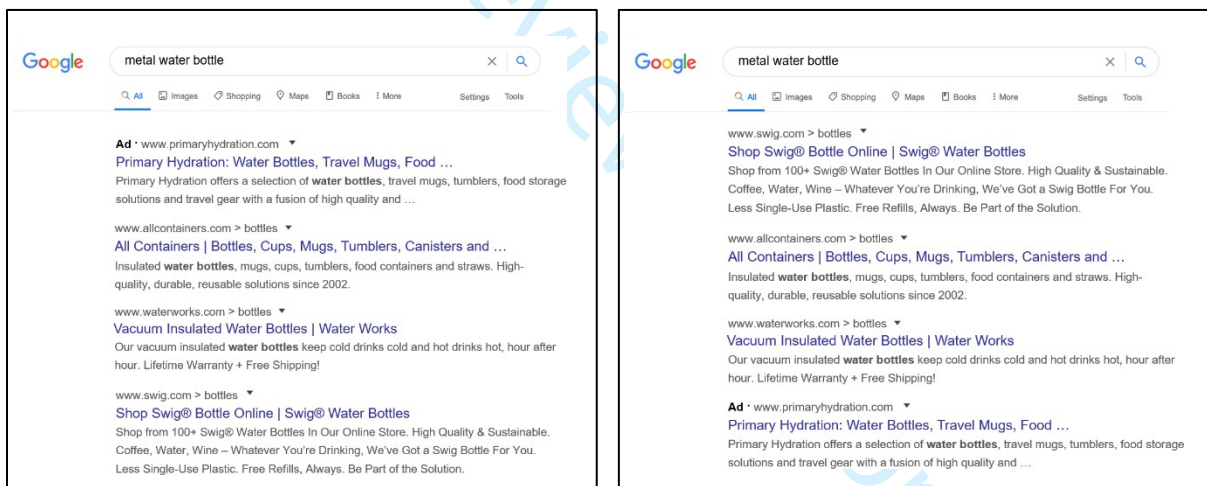 Google
metal water bottle
All Images Shopping Maps Books More Settings Tools
Ad · www.primaryhydration.com
Primary Hydration: Water Bottles, Travel Mugs, Food …
Primary Hydration offers a selection of water bottles, travel mugs, tumblers, food storage
solutions and travel gear with a fusion of high quality and …
www.allcontainers.com > bottles
All Containers | Bottles, Cups, Mugs, Tumblers, Canisters and …
Insulated water bottles, mugs, cups, tumblers, food containers and straws. High-
quality, durable, reusable solutions since 2002.
www.waterworks.com > bottles
Vacuum Insulated Water Bottles | Water Works
Our vacuum insulated water bottles keep cold drinks cold and hot drinks hot, hour after
hour. Lifetime Warranty + Free Shipping!
www.swig.com > bottles
Shop Swig® Bottle Online | Swig® Water Bottles
Shop from 100+ Swig® Water Bottles In Our Online Store. High Quality & Sustainable.
Coffee, Water, Wine – Whatever You're Drinking, We've Got a Swig Bottle For You.
Less Single-Use Plastic. Free Refills, Always. Be Part of the Solution.
Google
metal water bottle
All Images Shopping Maps Books More Settings Tools
www.swig.com > bottles
Shop Swig® Bottle Online | Swig® Water Bottles
Shop from 100+ Swig® Water Bottles In Our Online Store. High Quality & Sustainable.
Coffee, Water, Wine – Whatever You're Drinking, We've Got a Swig Bottle For You.
Less Single-Use Plastic. Free Refills, Always. Be Part of the Solution.
www.allcontainers.com > bottles
All Containers | Bottles, Cups, Mugs, Tumblers, Canisters and …
Insulated water bottles, mugs, cups, tumblers, food containers and straws. High-
quality, durable, reusable solutions since 2002.
www.waterworks.com > bottles
Vacuum Insulated Water Bottles | Water Works
Our vacuum insulated water bottles keep cold drinks cold and hot drinks hot, hour after
hour. Lifetime Warranty + Free Shipping!
Ad · www.primaryhydration.com
Primary Hydration: Water Bottles, Travel Mugs, Food …
Primary Hydration offers a selection of water bottles, travel mugs, tumblers, food storage
solutions and travel gear with a fusion of high quality and …